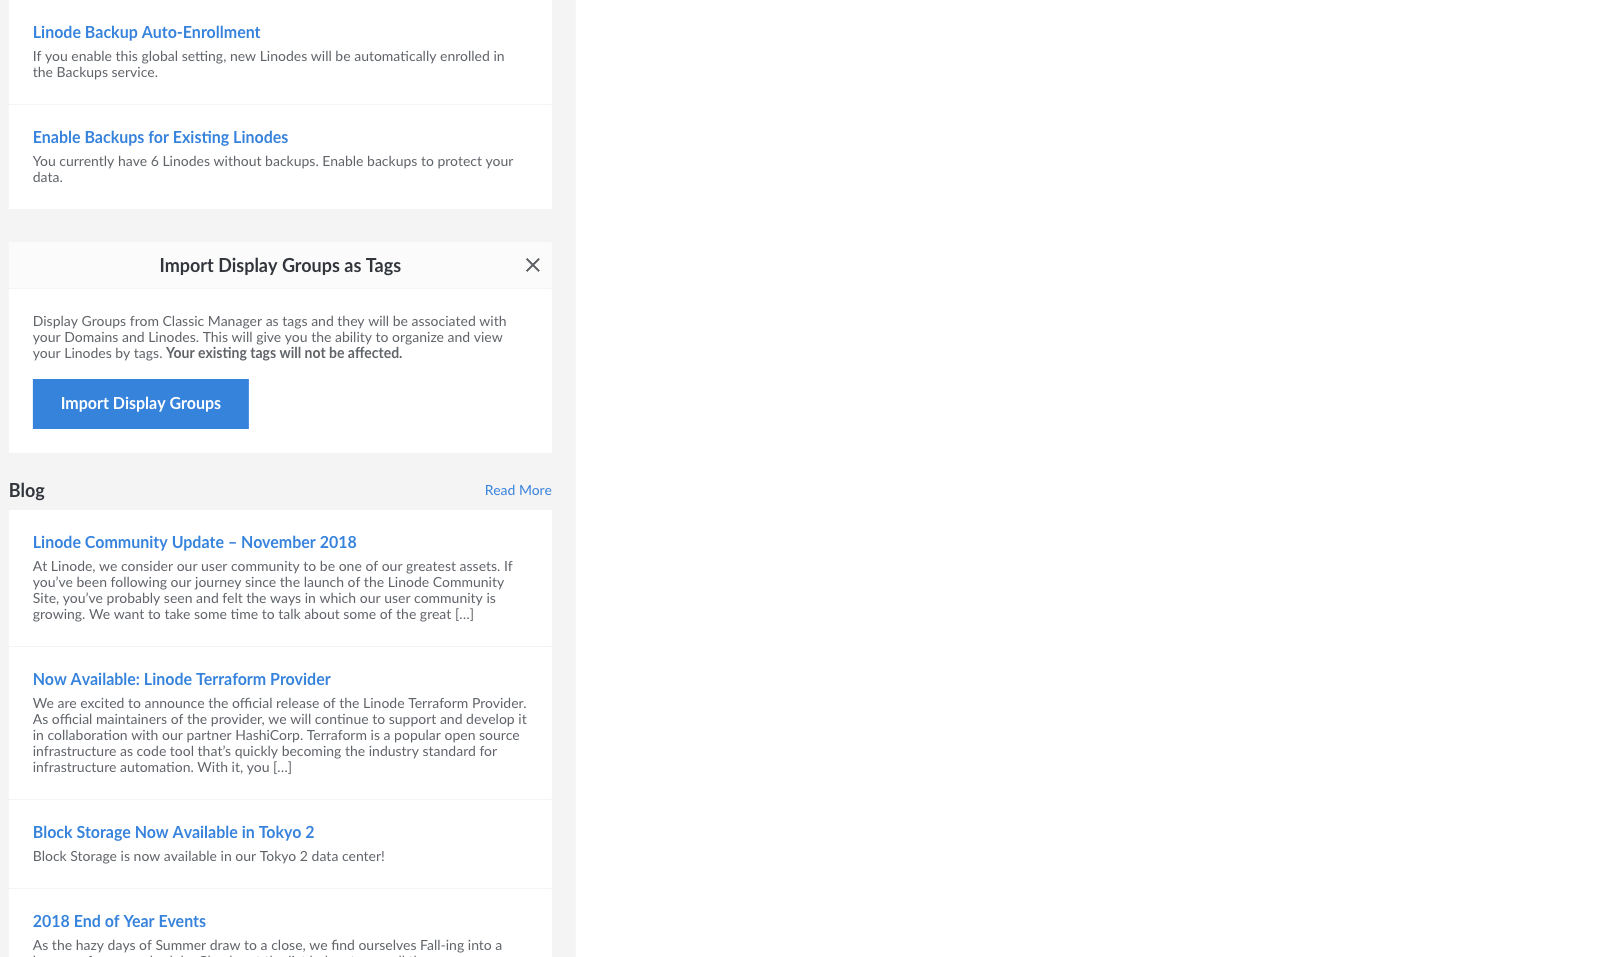 Linode Backup Auto-Enrollment
If you enable this global setting, new Linodes will be automatically enrolled in
the Backups service.
Enable Backups for Existing Linodes
You currently have 6 Linodes without backups. Enable backups to protect your
data.
Import Display Groups as Tags
Display Groups from Classic Manager as tags and they will be associated with
your Domains and Linodes. This will give you the ability to organize and view
your Linodes by tags. Your existing tags will not be affected.
Import Display Groups
Blog
Read More
Linode Community Update – November 2018
At Linode, we consider our user community to be one of our greatest assets. If
you’ve been following our journey since the launch of the Linode Community
Site, you’ve probably seen and felt the ways in which our user community is
growing. We want to take some time to talk about some of the great [...]
Now Available: Linode Terraform Provider
We are excited to announce the official release of the Linode Terraform Provider.
As official maintainers of the provider, we will continue to support and develop it
in collaboration with our partner HashiCorp. Terraform is a popular open source
infrastructure as code tool that’s quickly becoming the industry standard for
infrastructure automation. With it, you [...]
Block Storage Now Available in Tokyo 2
Block Storage is now available in our Tokyo 2 data center!
2018 End of Year Events
As the hazy days of Summer draw to a close, we find ourselves Fall-ing into a